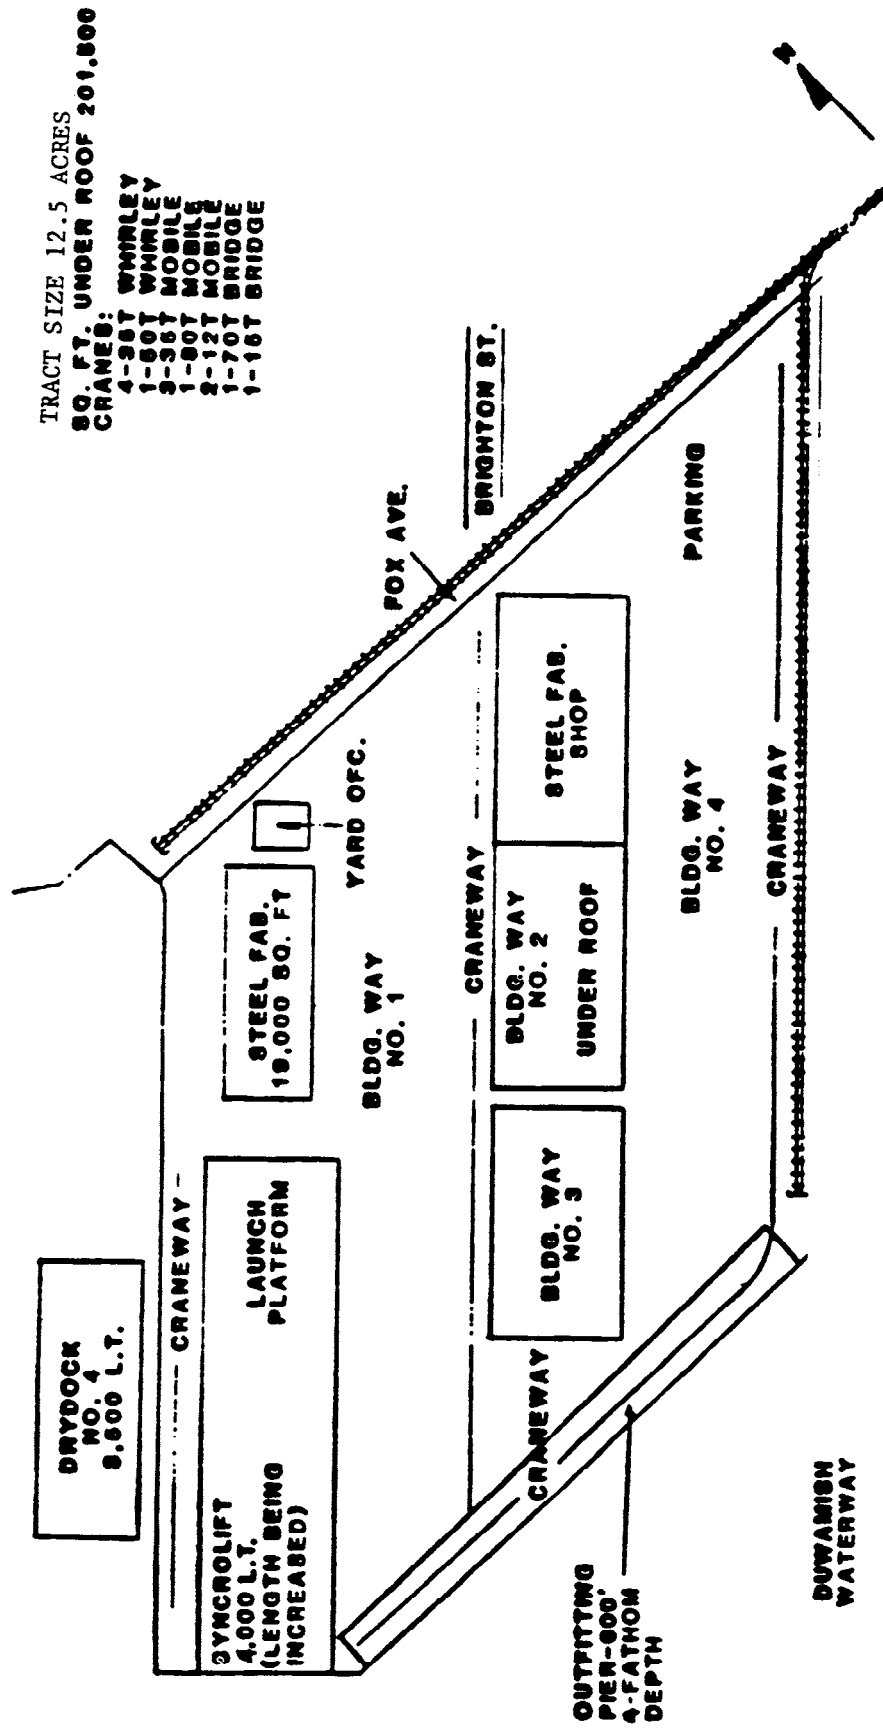 TRACT SIZE 12.5 ACRES
SQ. FT. UNDER ROOF 201,800
CRANES:
4-35T WHIRLEY
1-60T WHIRLEY
3-35T MOBILE
1-80T MOBILE
2-12T MOBILE
1-70T BRIDGE
1-15T BRIDGE
N
DRYDOCK
NO. 4
8,600 L.T.
CRANEWAY
SYNCROLIFT
4,000 L.T.
(LENGTH BEING
INCREASED)
LAUNCH
PLATFORM
STEEL FAB.
19,000 SQ. FT
YARD OFC.
FOX AVE.
BRIGHTON ST.
BLDG. WAY
NO. 1
CRANEWAY
BLDG. WAY
NO. 3
BLDG. WAY
NO. 2
UNDER ROOF
STEEL FAB.
SHOP
CRANEWAY
PARKING
BLDG. WAY
NO. 4
CRANEWAY
OUTFITTING
PIER-600'
4-FATHOM
DEPTH
DUWAMISH
WATERWAY